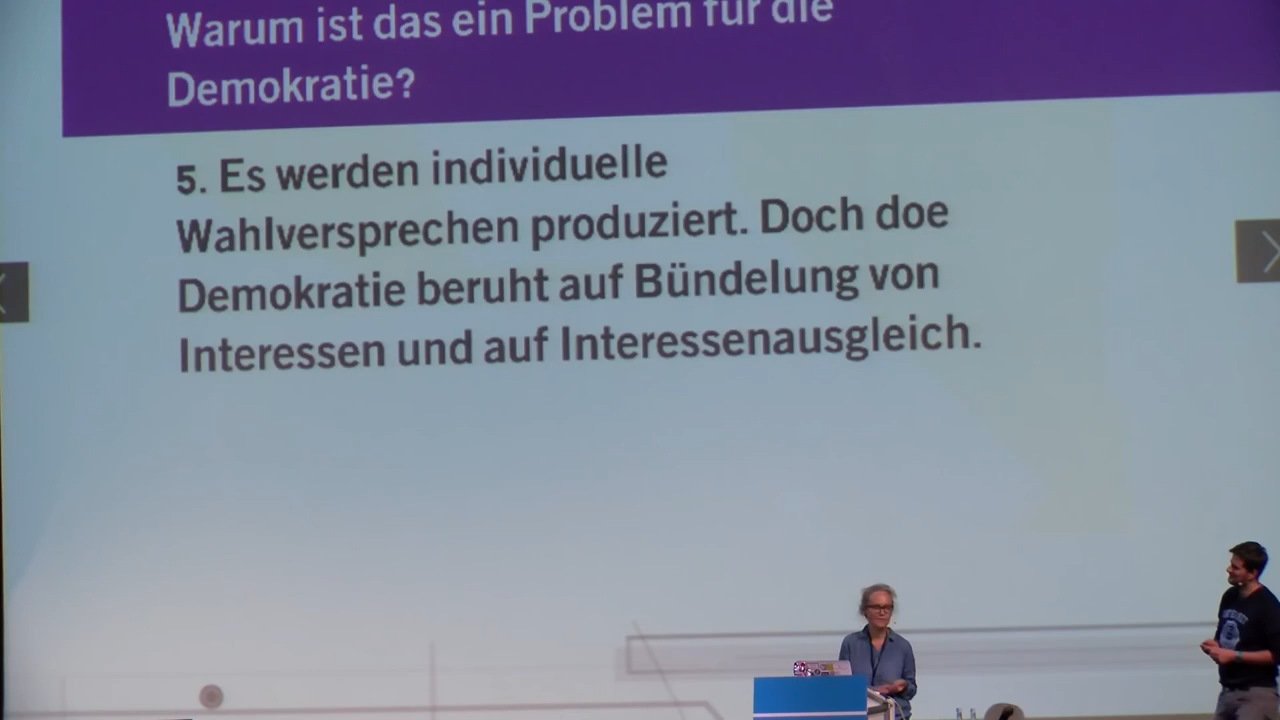 Warum ist das ein Problem für die
Demokratie?
5. Es werden individuelle
Wahlversprechen produziert. Doch doe
Demokratie beruht auf Bündelung von
Interessen und auf Interessenausgleich.